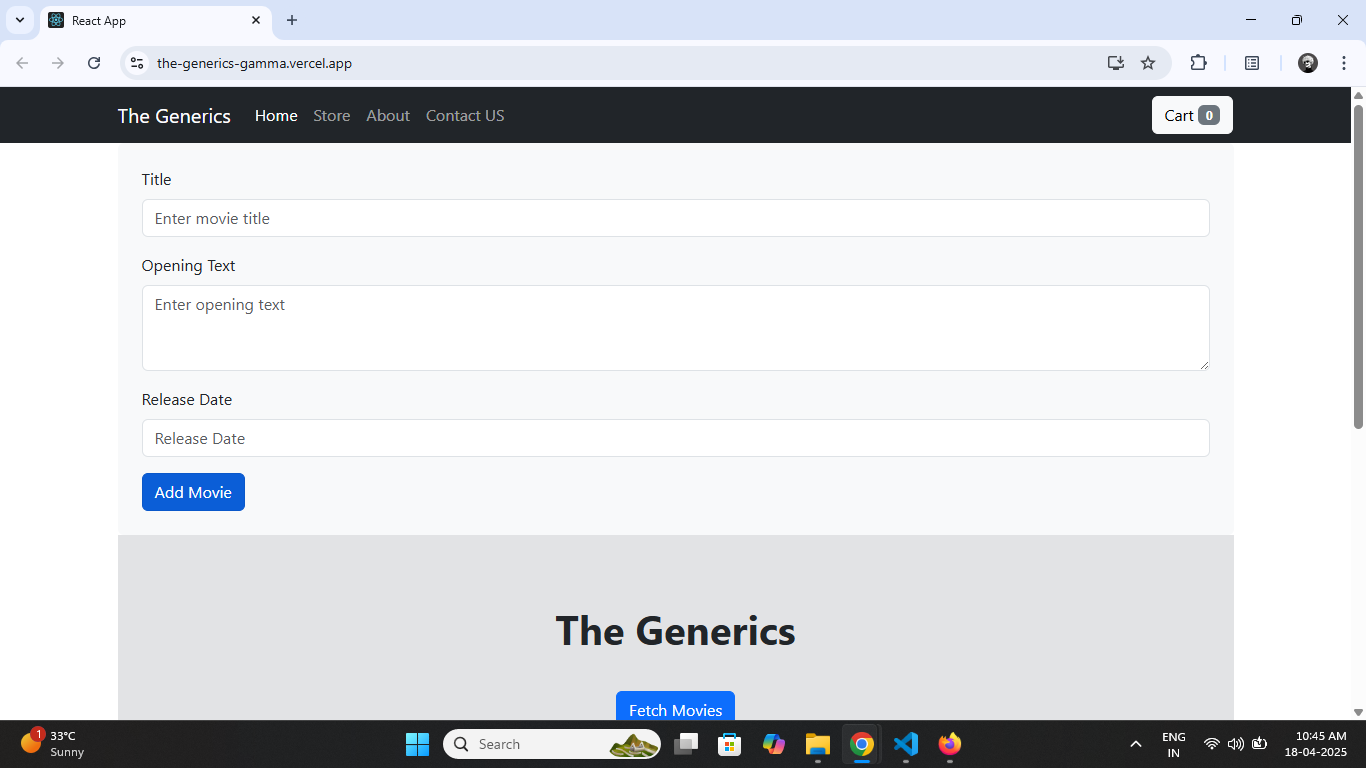 React App
the-generics-gamma.vercel.app
The Generics Home Store About Contact US Cart 0
Title
Enter movie title
Opening Text
Enter opening text
Release Date
Release Date
Add Movie
The Generics
Fetch Movies
1
33°C
Sunny
Search
ENG
IN
10:45 AM
18-04-2025